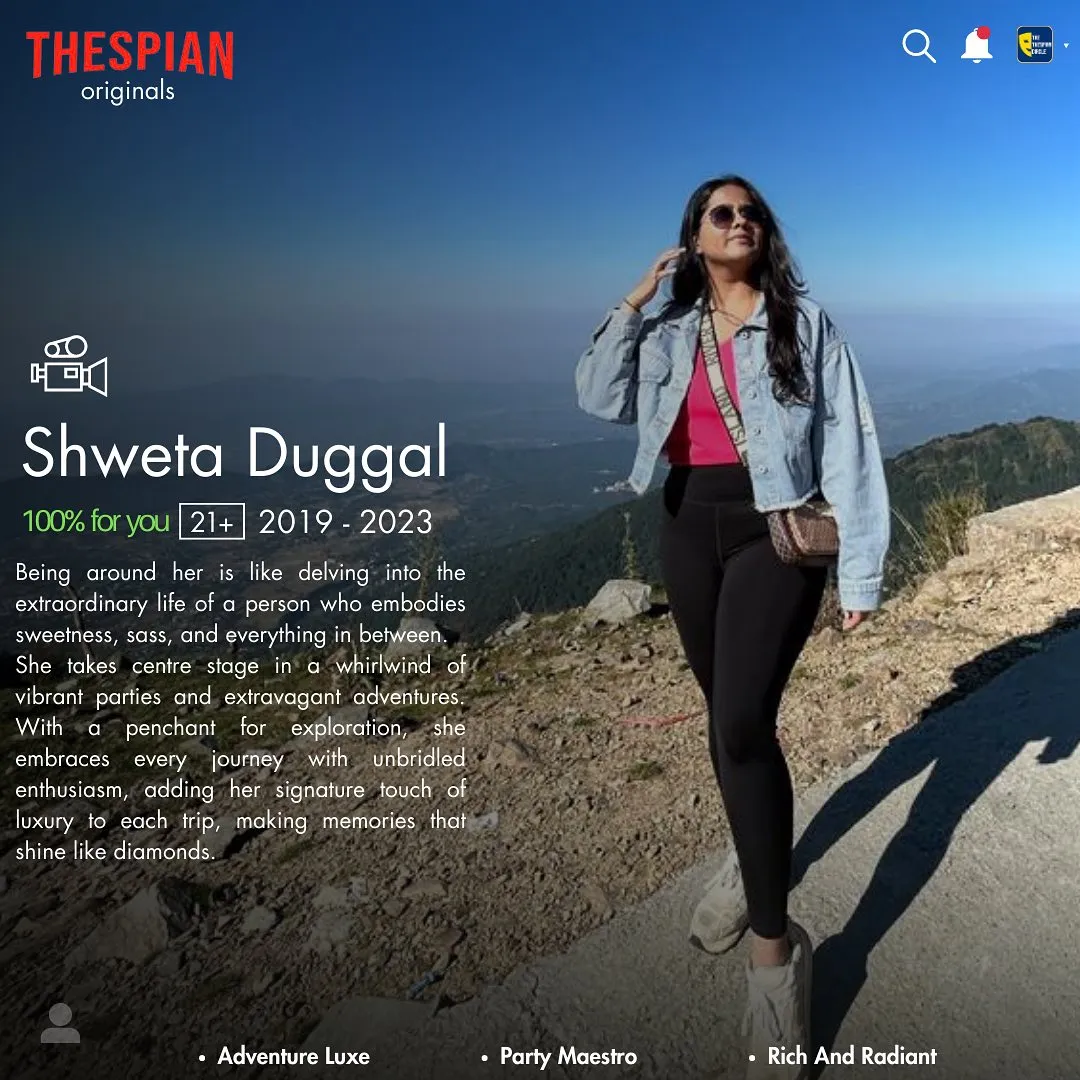 THESPIAN
originals
THE
THESPIAN
CIRCLE
Shweta Duggal
100% for you 21+ 2019 - 2023
Being around her is like delving into the
extraordinary life of a person who embodies
sweetness, sass, and everything in between.
She takes centre stage in a whirlwind of
vibrant parties and extravagant adventures.
With a penchant for exploration, she
embraces every journey with unbridled
enthusiasm, adding her signature touch of
luxury to each trip, making memories that
shine like diamonds.
• Adventure Luxe • Party Maestro • Rich And Radiant